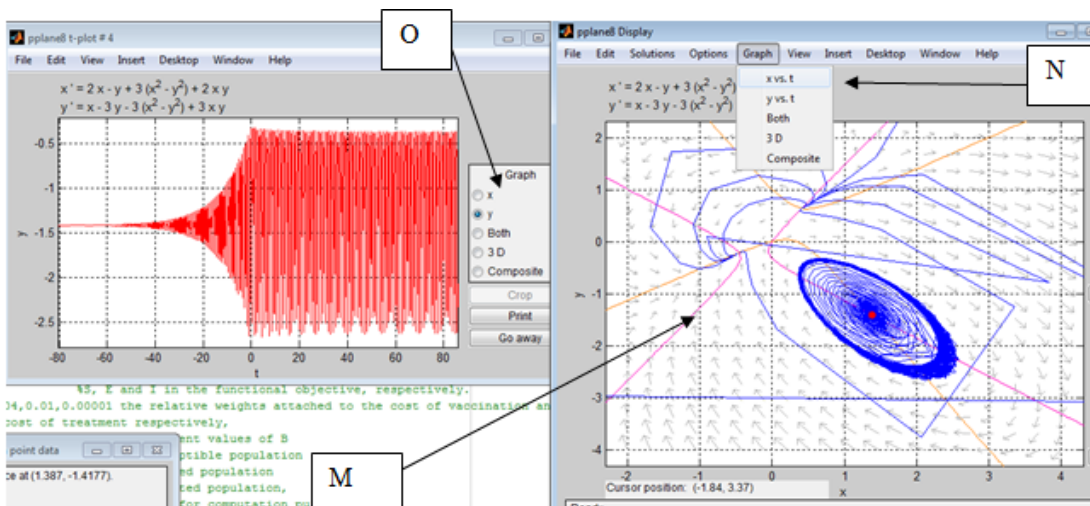 O
pplane8 t-plot # 4
File Edit View Insert Desktop Window Help
x ' = 2 x - y + 3 (x² - y²) + 2 x y
y ' = x - 3 y - 3 (x² - y²) + 3 x y
-0.5
-1
-1.5
-2
-2.5
y
-80 -60 -40 -20 0 20 40 60 80
t
Graph
x
y
Both
3 D
Composite
Crop
Print
Go away
%S, E and I in the functional objective, respectively.
04,0.01,0.00001 the relative weights attached to the cost of vaccination an
cost of treatment respectively,
ent values of B
ptible population
ed population
ted population,
for computation pu
point data
ce at (1.387, -1.4177).
M
pplane8 Display
File Edit Solutions Options Graph View Insert Desktop Window Help
N
x vs. t
y vs. t
Both
3 D
Composite
x ' = 2 x - y + 3 (x² - y²)
y ' = x - 3 y - 3 (x² - y²)
2
1
0
-1
-2
-3
-4
y
-2 -1 0 1 2 3 4
x
Cursor position: (-1.84, 3.37)